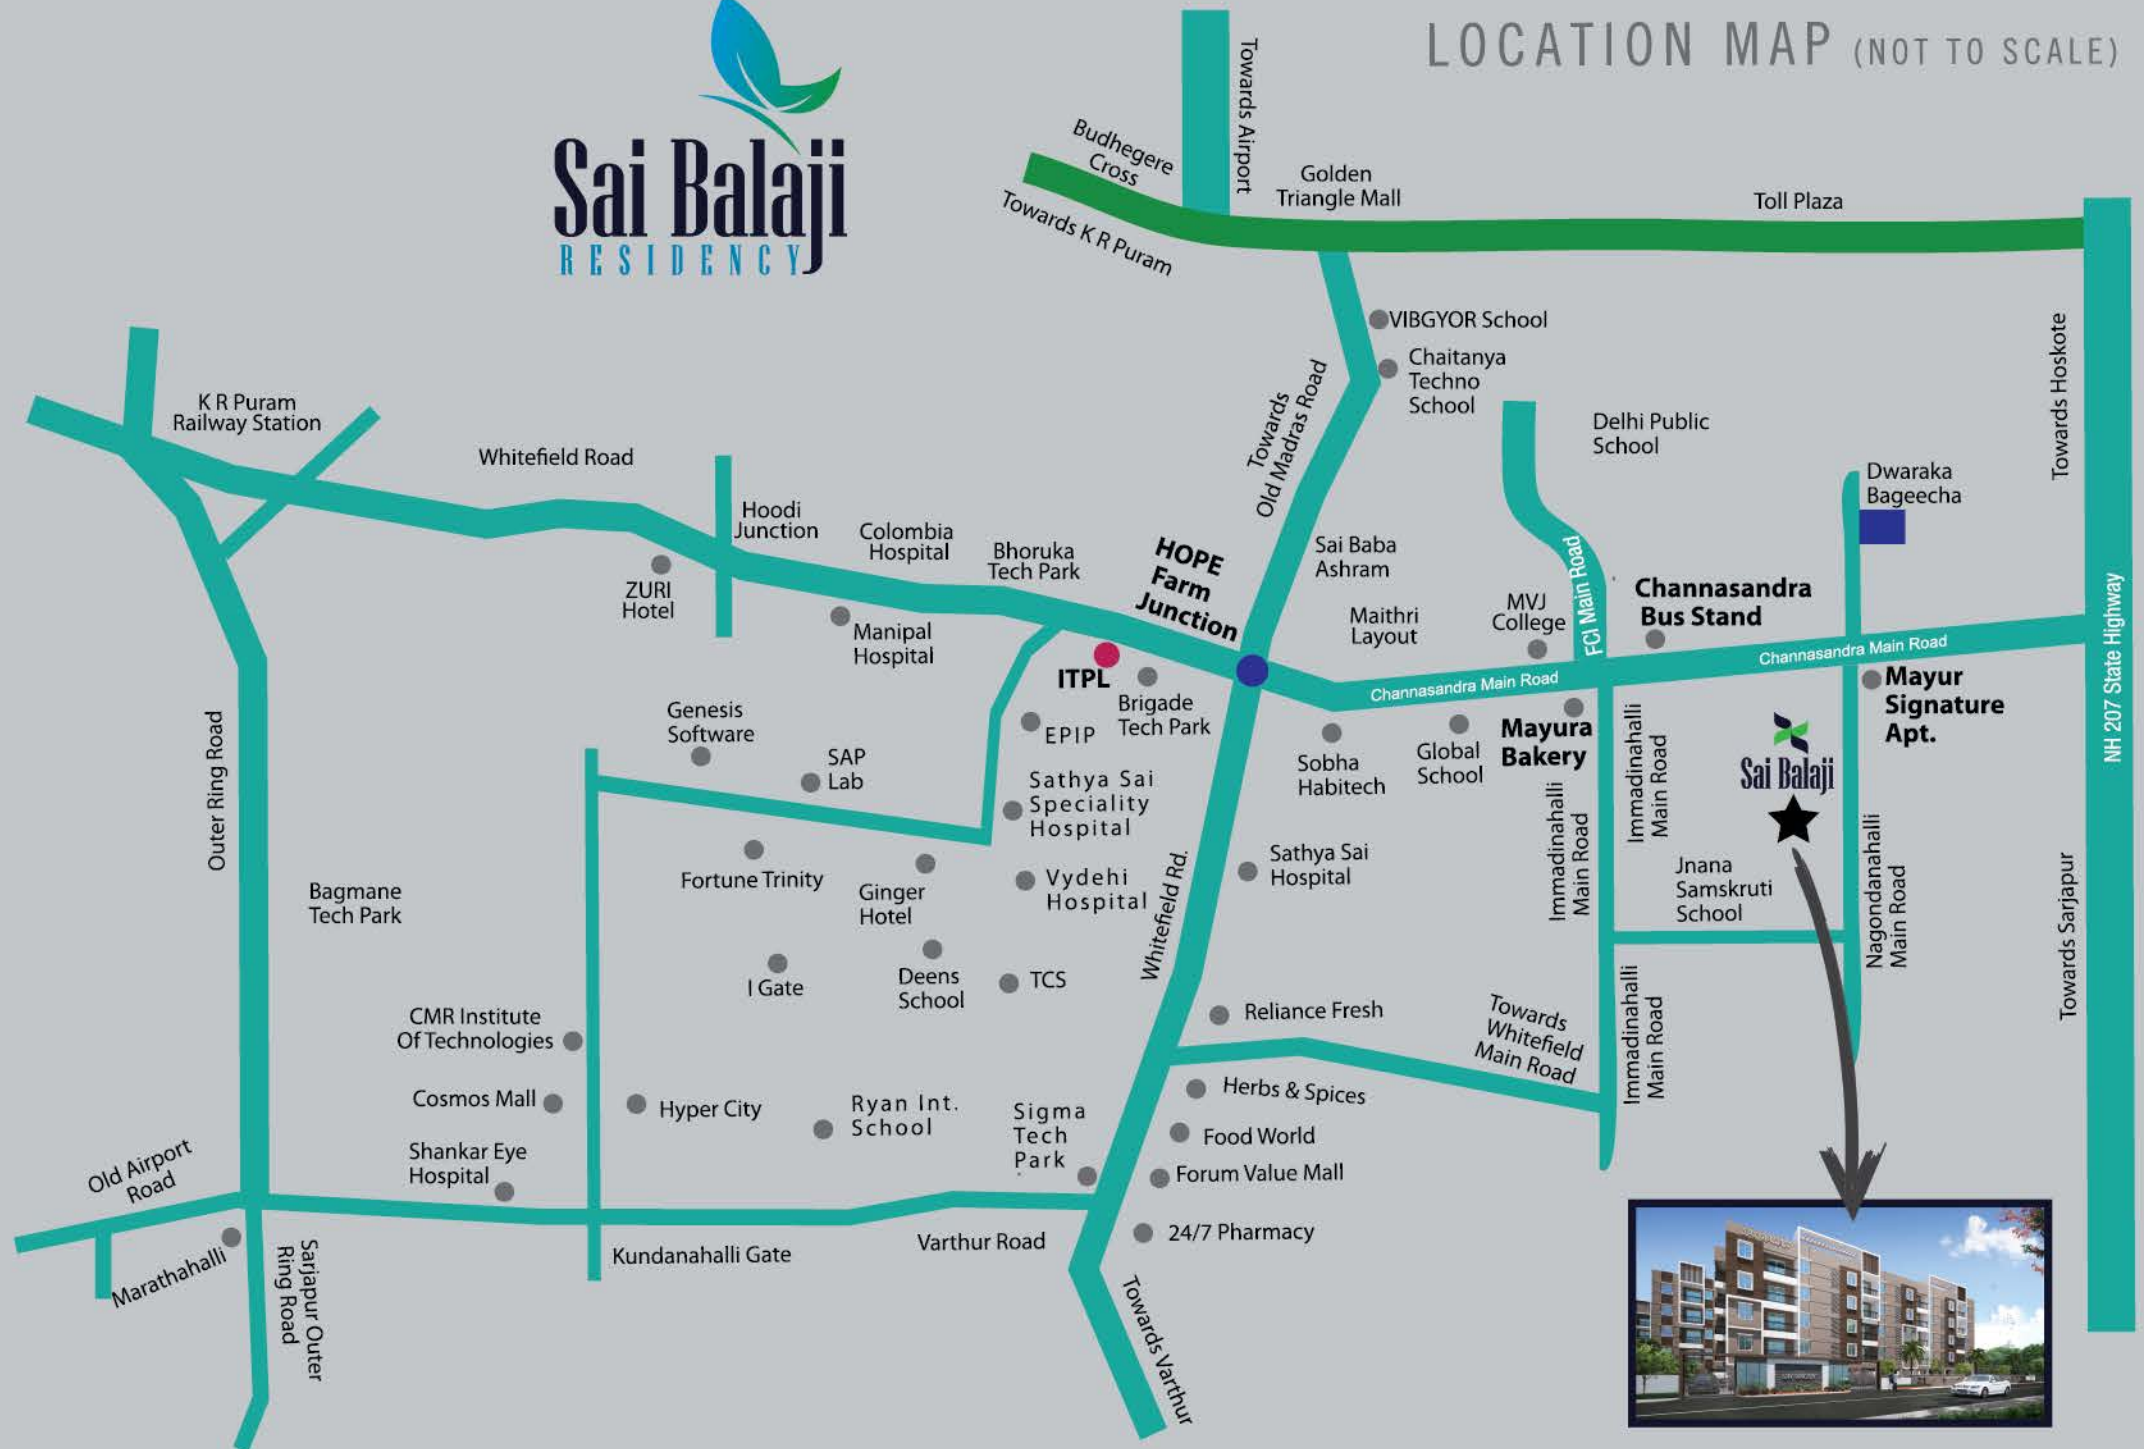 LOCATION MAP (NOT TO SCALE)
Sai Balaji
RESIDENCY
Towards Airport
Budhegere
Cross
Towards K R Puram
Golden
Triangle Mall
Toll Plaza
VIBGYOR School
Chaitanya
Techno
School
Towards
Old Madras Road
Delhi Public
School
Dwaraka
Bageecha
Towards Hoskote
K R Puram
Railway Station
Whitefield Road
Hoodi
Junction
Colombia
Hospital
Bhoruka
Tech Park
HOPE
Farm
Junction
Sai Baba
Ashram
Maithri
Layout
MVJ
College
FCI Main Road
Channasandra
Bus Stand
Channasandra Main Road
Channasandra Main Road
NH 207 State Highway
ZURI
Hotel
Manipal
Hospital
ITPL
Brigade
Tech Park
EPIP
Genesis
Software
SAP
Lab
Sathya Sai
Speciality
Hospital
Sobha
Habitech
Global
School
Mayura
Bakery
Immadinahalli
Main Road
Immadinahalli
Main Road
Sai Balaji
Mayur
Signature
Apt.
Outer Ring Road
Bagmane
Tech Park
Fortune Trinity
Ginger
Hotel
Vydehi
Hospital
Whitefield Rd.
Sathya Sai
Hospital
Jnana
Samskruti
School
Nagondanahalli
Main Road
Towards Sarjapur
I Gate
Deens
School
TCS
Reliance Fresh
Towards
Whitefield
Main Road
Immadinahalli
Main Road
CMR Institute
Of Technologies
Cosmos Mall
Hyper City
Ryan Int.
School
Sigma
Tech
Park
Herbs & Spices
Food World
Forum Value Mall
24/7 Pharmacy
Shankar Eye
Hospital
Old Airport
Road
Marathahalli
Sarjapur Outer
Ring Road
Kundanahalli Gate
Varthur Road
Towards Varthur